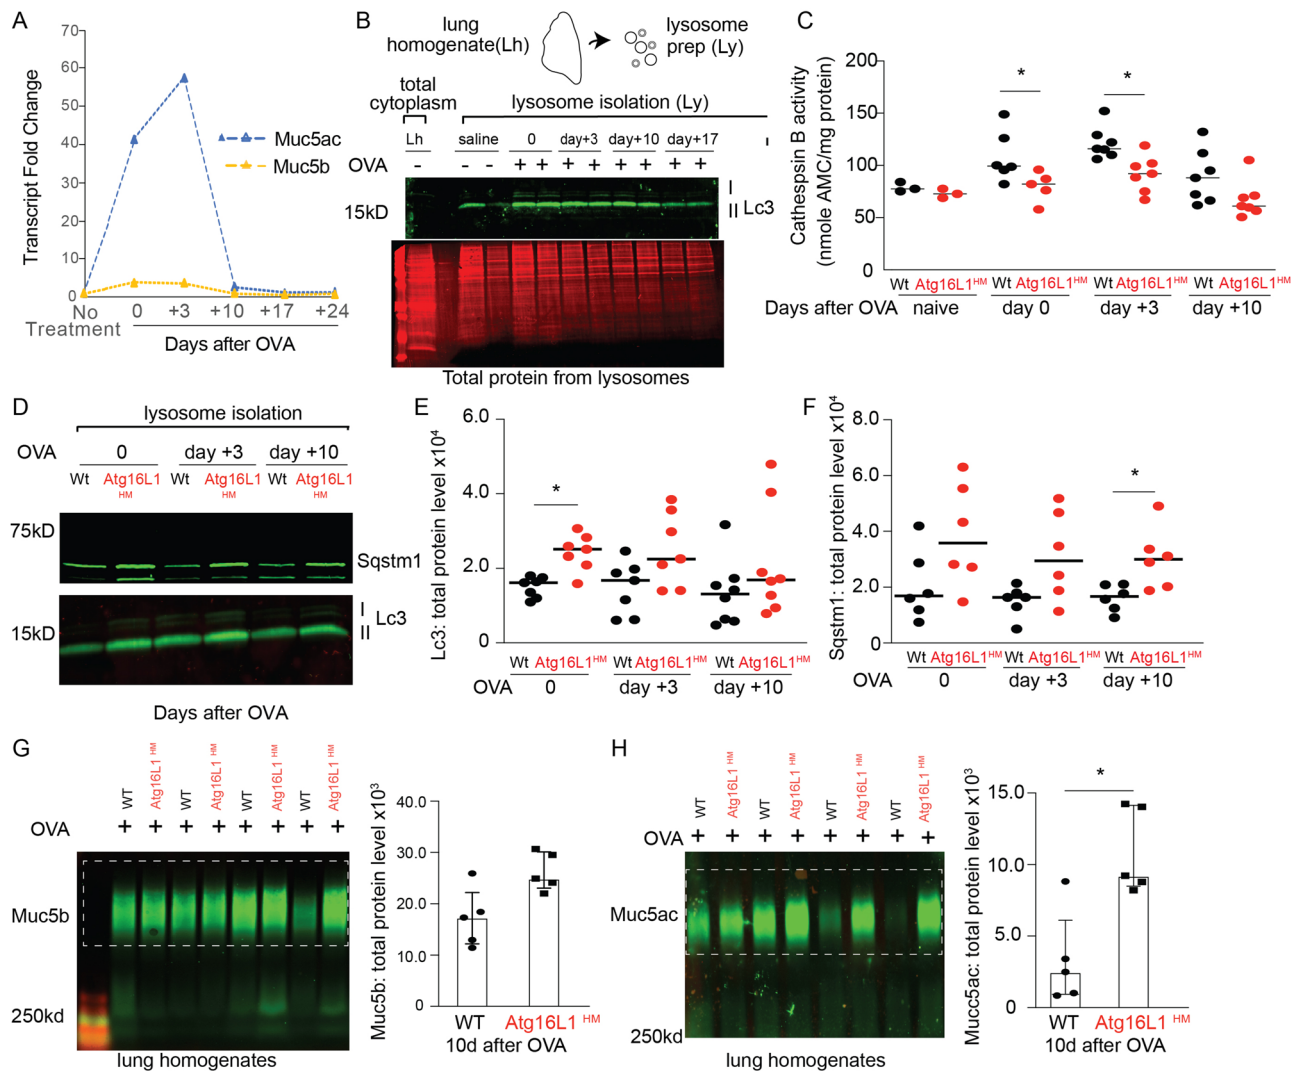 A
Transcript Fold Change
70
60
50
40
30
20
10
0
Muc5ac
Muc5b
No
Treatment
0 +3 +10 +17 +24
Days after OVA
B
lung
homogenate(Lh)
lysosome
prep (Ly)
total
cytoplasm
lysosome isolation (Ly)
Lh saline 0 day+3 day+10 day+17
OVA - - - + + + + + + + +
15kD
I
II Lc3
Total protein from lysosomes
C
Cathespsin B activity
(nmole AMC/mg protein)
200
150
100
50
0
* *
Wt Atg16L1HM Wt Atg16L1HM Wt Atg16L1HM Wt Atg16L1HM
Days after OVA naive day 0 day +3 day +10
D
lysosome isolation
OVA 0 day +3 day +10
Wt Atg16L1 Wt Atg16L1 Wt Atg16L1
HM HM HM
75kD
Sqstm1
15kD
I Lc3
II
Days after OVA
E
Lc3: total protein level x104
6.0
4.0
2.0
0
*
Wt Atg16L1HM Wt Atg16L1HM Wt Atg16L1HM
OVA 0 day +3 day +10
F
Sqstm1: total protein level x104
8.0
6.0
4.0
2.0
0
*
Wt Atg16L1HM Wt Atg16L1HM Wt Atg16L1HM
OVA 0 day +3 day +10
G
WT Atg16L1 HM WT Atg16L1 HM WT Atg16L1 HM WT Atg16L1 HM
OVA + + + + + + + +
Muc5b
250kd
lung homogenates
Muc5b: total protein level x103
40.0
30.0
20.0
10.0
0
WT Atg16L1 HM
10d after OVA
H
WT Atg16L1 HM WT Atg16L1 HM WT Atg16L1 HM WT Atg16L1 HM
OVA + + + + + + + +
Muc5ac
250kd
lung homogenates
Mucc5ac: total protein level x103
15.0
10.0
5.0
0
*
WT Atg16L1 HM
10d after OVA